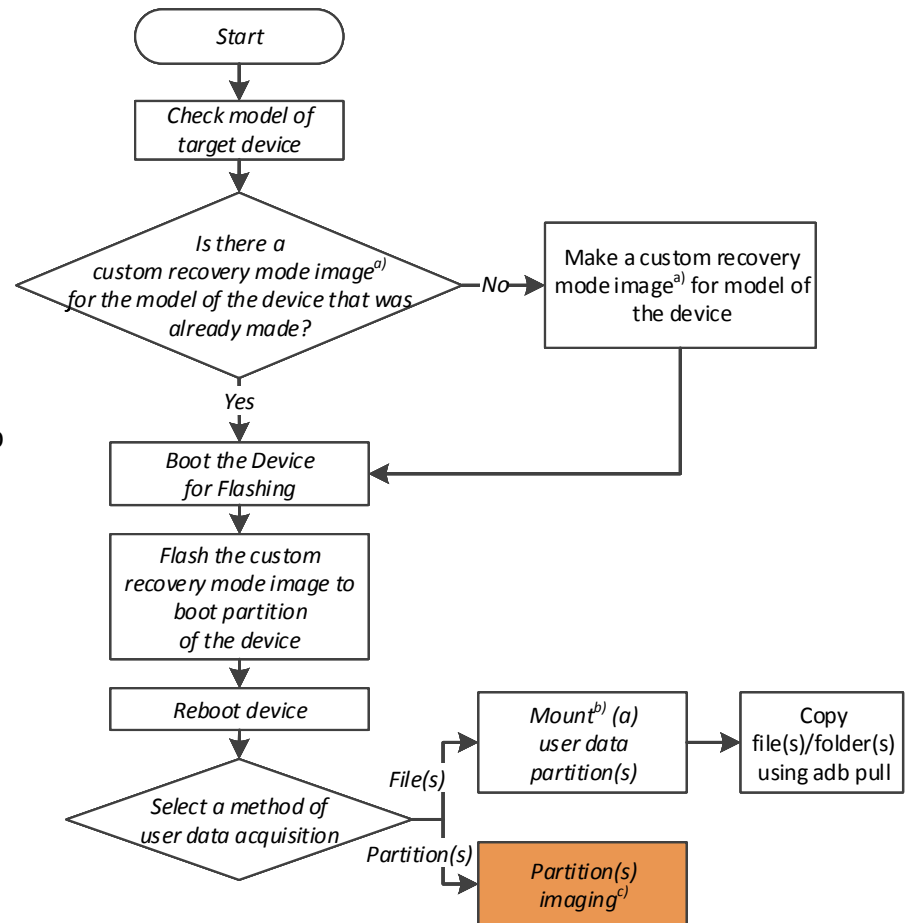 Start
Check model of
target device
Is there a
custom recovery mode image a)
for the model of the device that was
already made?
No
Make a custom recovery
mode image a) for model of
the device
Yes
Boot the Device
for Flashing
Flash the custom
recovery mode image to
boot partition
of the device
Reboot device
Select a method of
user data acquisition
File(s)
Mount b) (a)
user data
partition(s)
Copy
file(s)/folder(s)
using adb pull
Partition(s)
Partition(s)
imaging c)